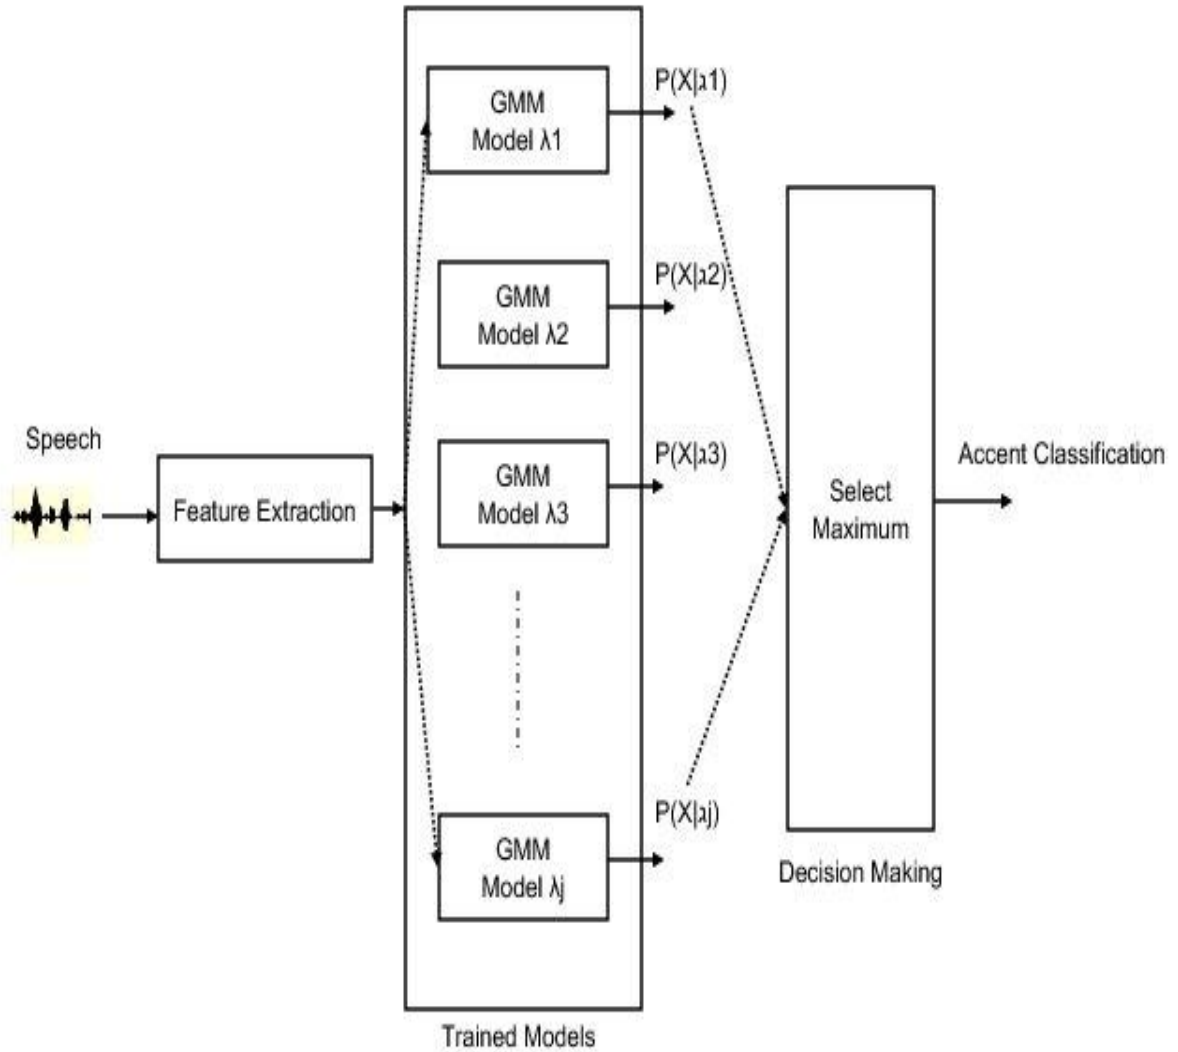 GMM
Model λ1
P(X|λ1)
GMM
Model λ2
P(X|λ2)
Speech
Feature Extraction
GMM
Model λ3
P(X|λ3)
Select
Maximum
Accent Classification
GMM
Model λj
P(X|λj)
Decision Making
Trained Models